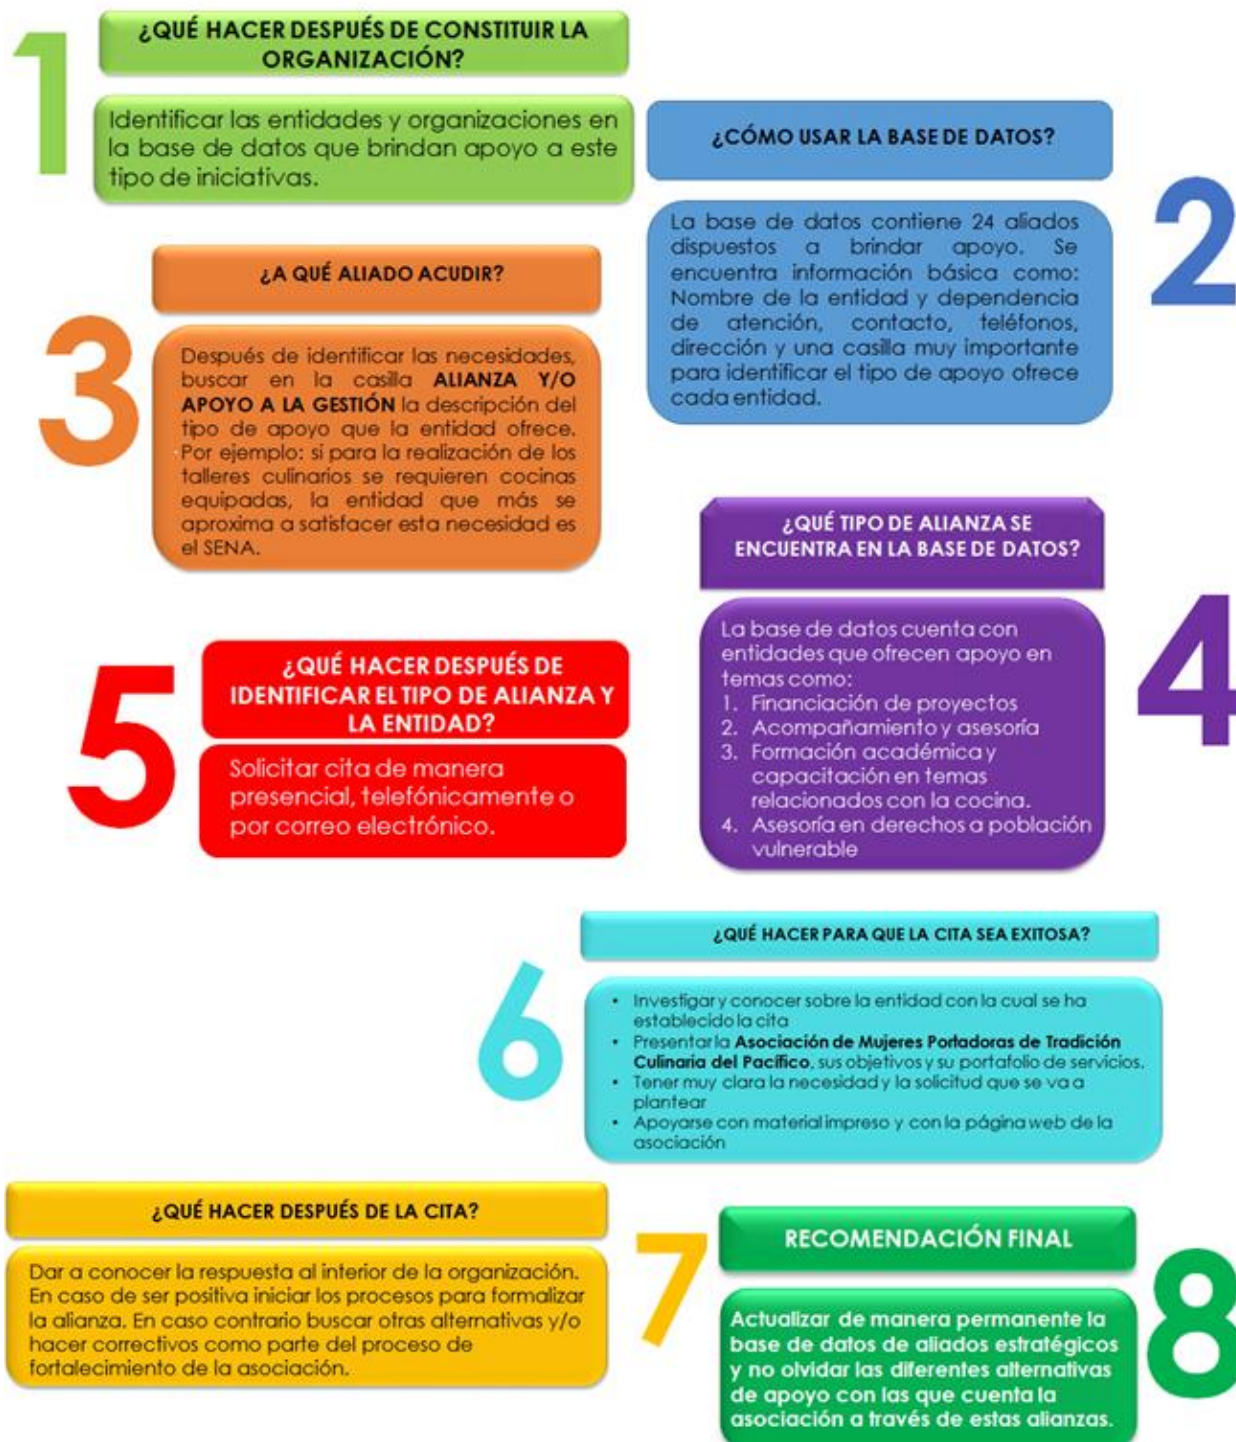 1
¿QUÉ HACER DESPUÉS DE CONSTITUIR LA
ORGANIZACIÓN?
Identificar las entidades y organizaciones en
la base de datos que brindan apoyo a este
tipo de iniciativas.
2
¿CÓMO USAR LA BASE DE DATOS?
La base de datos contiene 24 aliados
dispuestos a brindar apoyo. Se
encuentra información básica como:
Nombre de la entidad y dependencia
de atención, contacto, teléfonos,
dirección y una casilla muy importante
para identificar el tipo de apoyo ofrece
cada entidad.
3
¿A QUÉ ALIADO ACUDIR?
Después de identificar las necesidades,
buscar en la casilla ALIANZA Y/O
APOYO A LA GESTIÓN la descripción del
tipo de apoyo que la entidad ofrece.
Por ejemplo: si para la realización de los
talleres culinarios se requieren cocinas
equipadas, la entidad que más se
aproxima a satisfacer esta necesidad es
el SENA.
4
¿QUÉ TIPO DE ALIANZA SE
ENCUENTRA EN LA BASE DE DATOS?
La base de datos cuenta con
entidades que ofrecen apoyo en
temas como:
1. Financiación de proyectos
2. Acompañamiento y asesoría
3. Formación académica y
capacitación en temas
relacionados con la cocina.
4. Asesoría en derechos a población
vulnerable
5
¿QUÉ HACER DESPUÉS DE
IDENTIFICAR EL TIPO DE ALIANZA Y
LA ENTIDAD?
Solicitar cita de manera
presencial, telefónicamente o
por correo electrónico.
6
¿QUÉ HACER PARA QUE LA CITA SEA EXITOSA?
• Investigar y conocer sobre la entidad con la cual se ha
establecido la cita
• Presentar la Asociación de Mujeres Portadoras de Tradición
Culinaria del Pacífico, sus objetivos y su portafolio de servicios.
• Tener muy clara la necesidad y la solicitud que se va a
plantear
• Apoyarse con material impreso y con la página web de la
asociación
7
¿QUÉ HACER DESPUÉS DE LA CITA?
Dar a conocer la respuesta al interior de la organización.
En caso de ser positiva iniciar los procesos para formalizar
la alianza. En caso contrario buscar otras alternativas y/o
hacer correctivos como parte del proceso de
fortalecimiento de la asociación.
8
RECOMENDACIÓN FINAL
Actualizar de manera permanente la
base de datos de aliados estratégicos
y no olvidar las diferentes alternativas
de apoyo con las que cuenta la
asociación a través de estas alianzas.